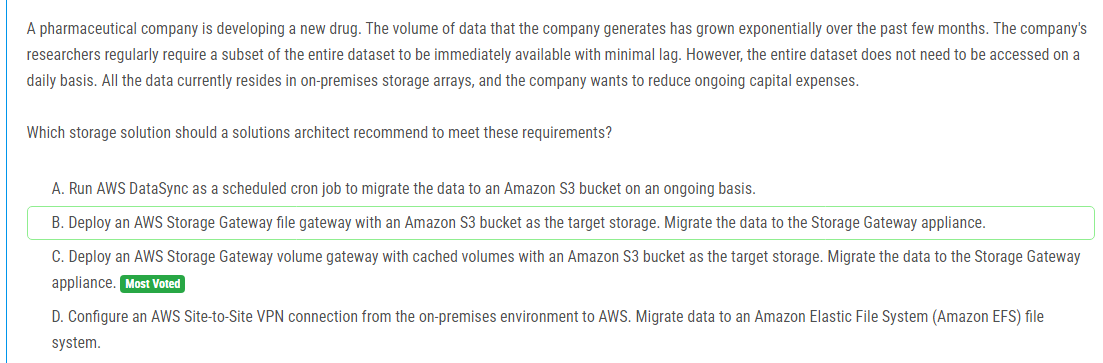 A pharmaceutical company is developing a new drug. The volume of data that the company generates has grown exponentially over the past few months. The company's
researchers regularly require a subset of the entire dataset to be immediately available with minimal lag. However, the entire dataset does not need to be accessed on a
daily basis. All the data currently resides in on-premises storage arrays, and the company wants to reduce ongoing capital expenses.
Which storage solution should a solutions architect recommend to meet these requirements?
A. Run AWS DataSync as a scheduled cron job to migrate the data to an Amazon S3 bucket on an ongoing basis.
B. Deploy an AWS Storage Gateway file gateway with an Amazon S3 bucket as the target storage. Migrate the data to the Storage Gateway appliance.
C. Deploy an AWS Storage Gateway volume gateway with cached volumes with an Amazon S3 bucket as the target storage. Migrate the data to the Storage Gateway
appliance. Most Voted
D. Configure an AWS Site-to-Site VPN connection from the on-premises environment to AWS. Migrate data to an Amazon Elastic File System (Amazon EFS) file
system.